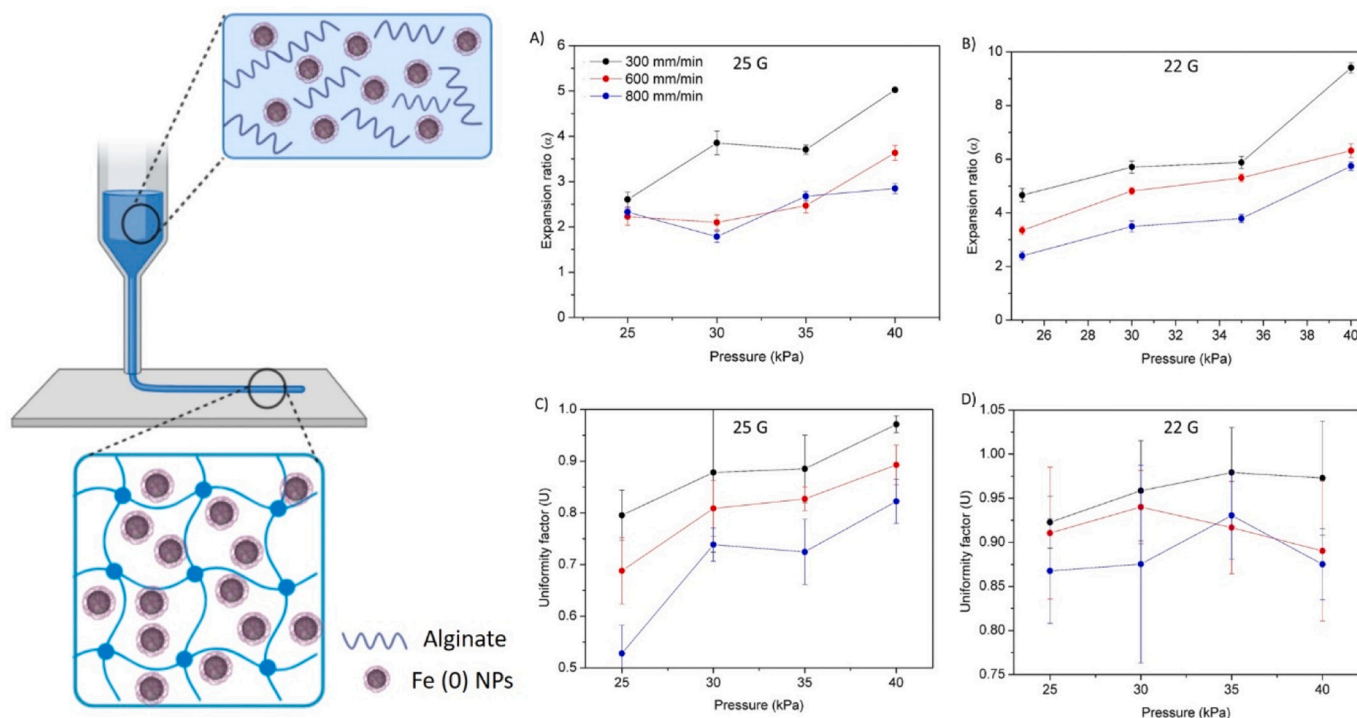 A)
25 G
300 mm/min
600 mm/min
800 mm/min
Expansion ratio (α)
6
5
4
3
2
1
0
25 30 35 40
Pressure (kPa)
B)
22 G
Expansion ratio (α)
10
8
6
4
2
0
26 28 30 32 34 36 38 40
Pressure (kPa)
C)
25 G
Uniformity factor (U)
1.0
0.9
0.8
0.7
0.6
0.5
25 30 35 40
Pressure (kPa)
D)
22 G
Uniformity factor (U)
1.05
1.00
0.95
0.90
0.85
0.80
0.75
25 30 35 40
Pressure (kPa)
Alginate
Fe (0) NPs